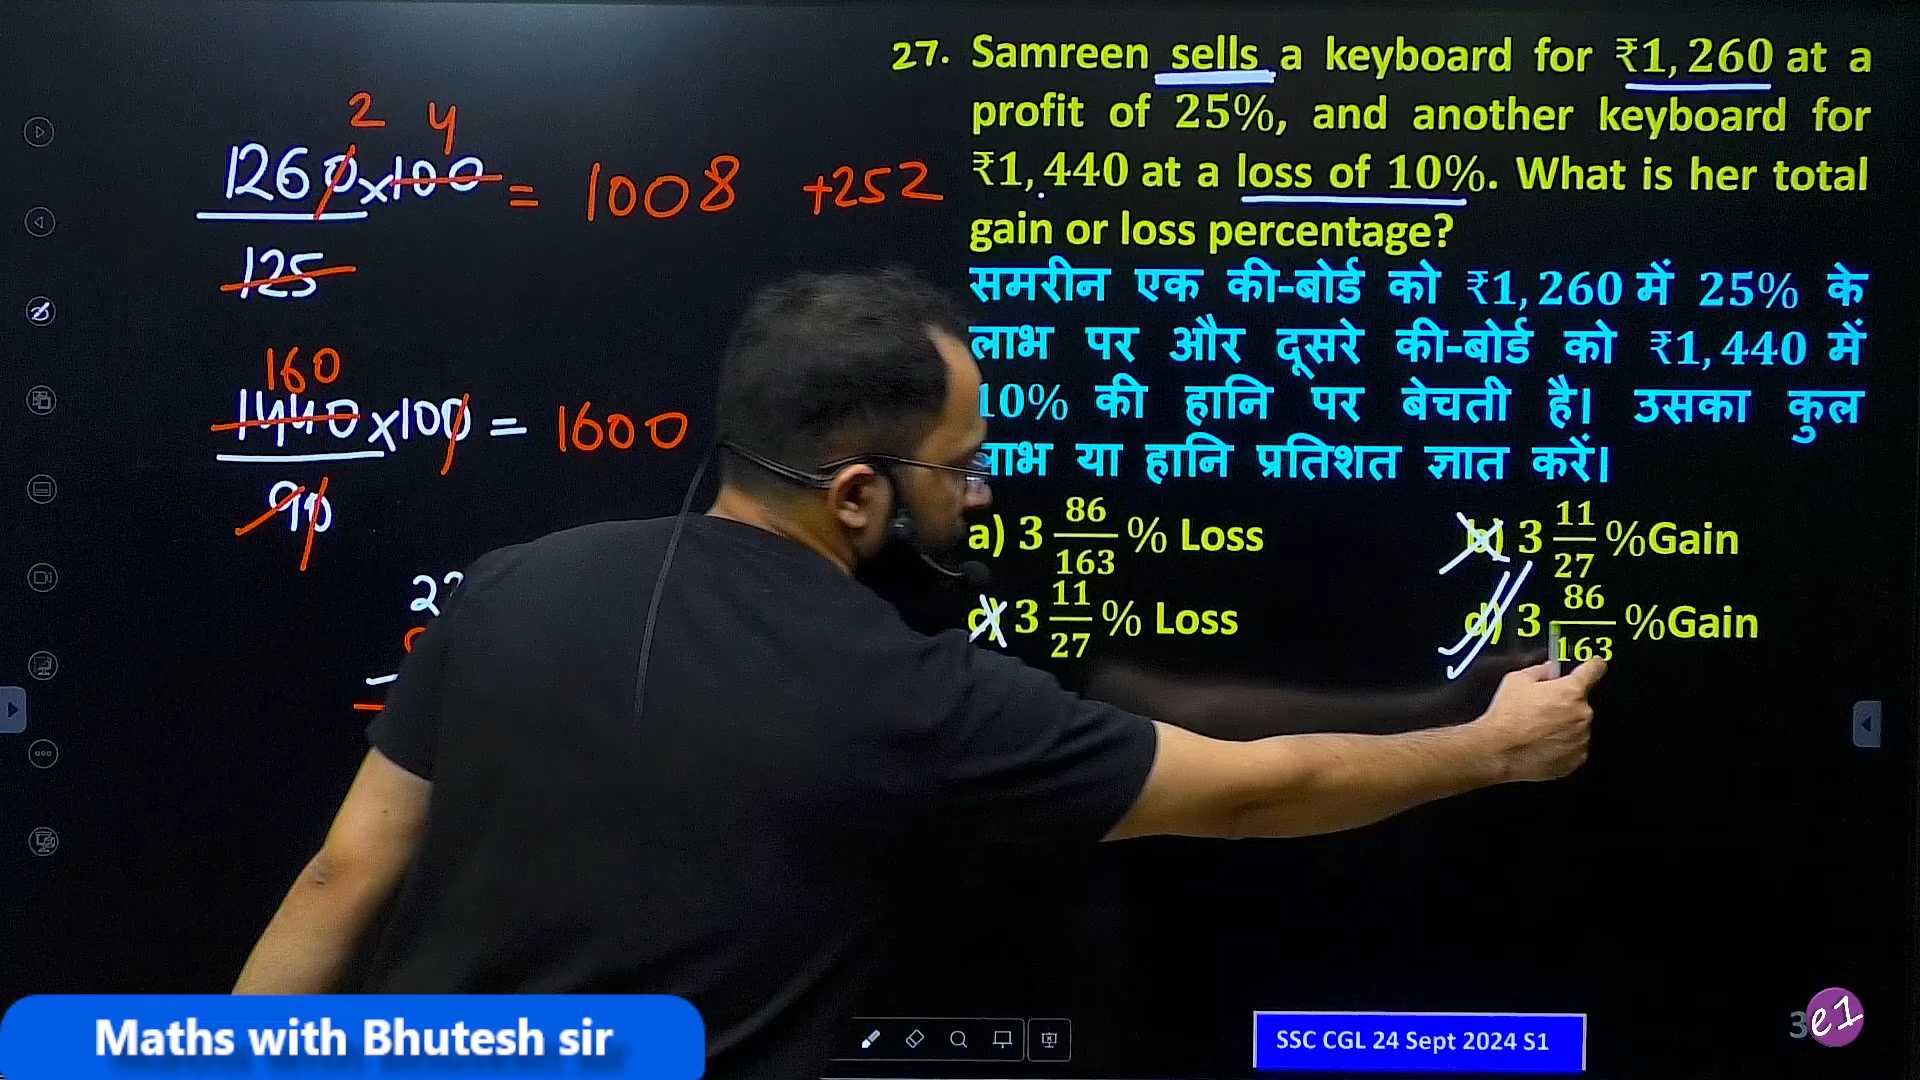 27. Samreen sells a keyboard for ₹1,260 at a
profit of 25%, and another keyboard for
₹1,440 at a loss of 10%. What is her total
gain or loss percentage?
समरीन एक की-बोर्ड को ₹1,260 में 25% के
लाभ पर और दूसरे की-बोर्ड को ₹1,440 में
10% की हानि पर बेचती है। उसका कुल
या हानि प्रतिशत ज्ञात करें।
a) 3 86/163 % Loss
b) 3 11/27 %Gain
c) 3 11/27 % Loss
d) 3 86/163 %Gain
2 4
1260 x 100 = 1008 +252
125
160
1440 x 100 = 1600
90
Maths with Bhutesh sir
SSC CGL 24 Sept 2024 S1
e1